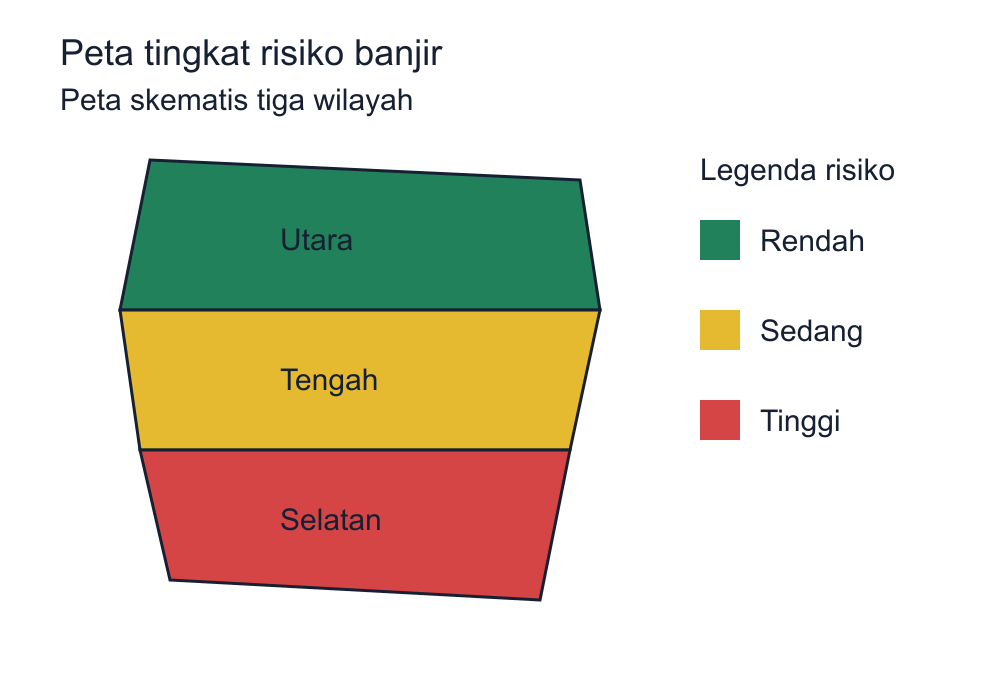 Peta tingkat risiko banjir
Peta skematis tiga wilayah
Utara
Tengah
Selatan
Legenda risiko
Rendah
Sedang
Tinggi